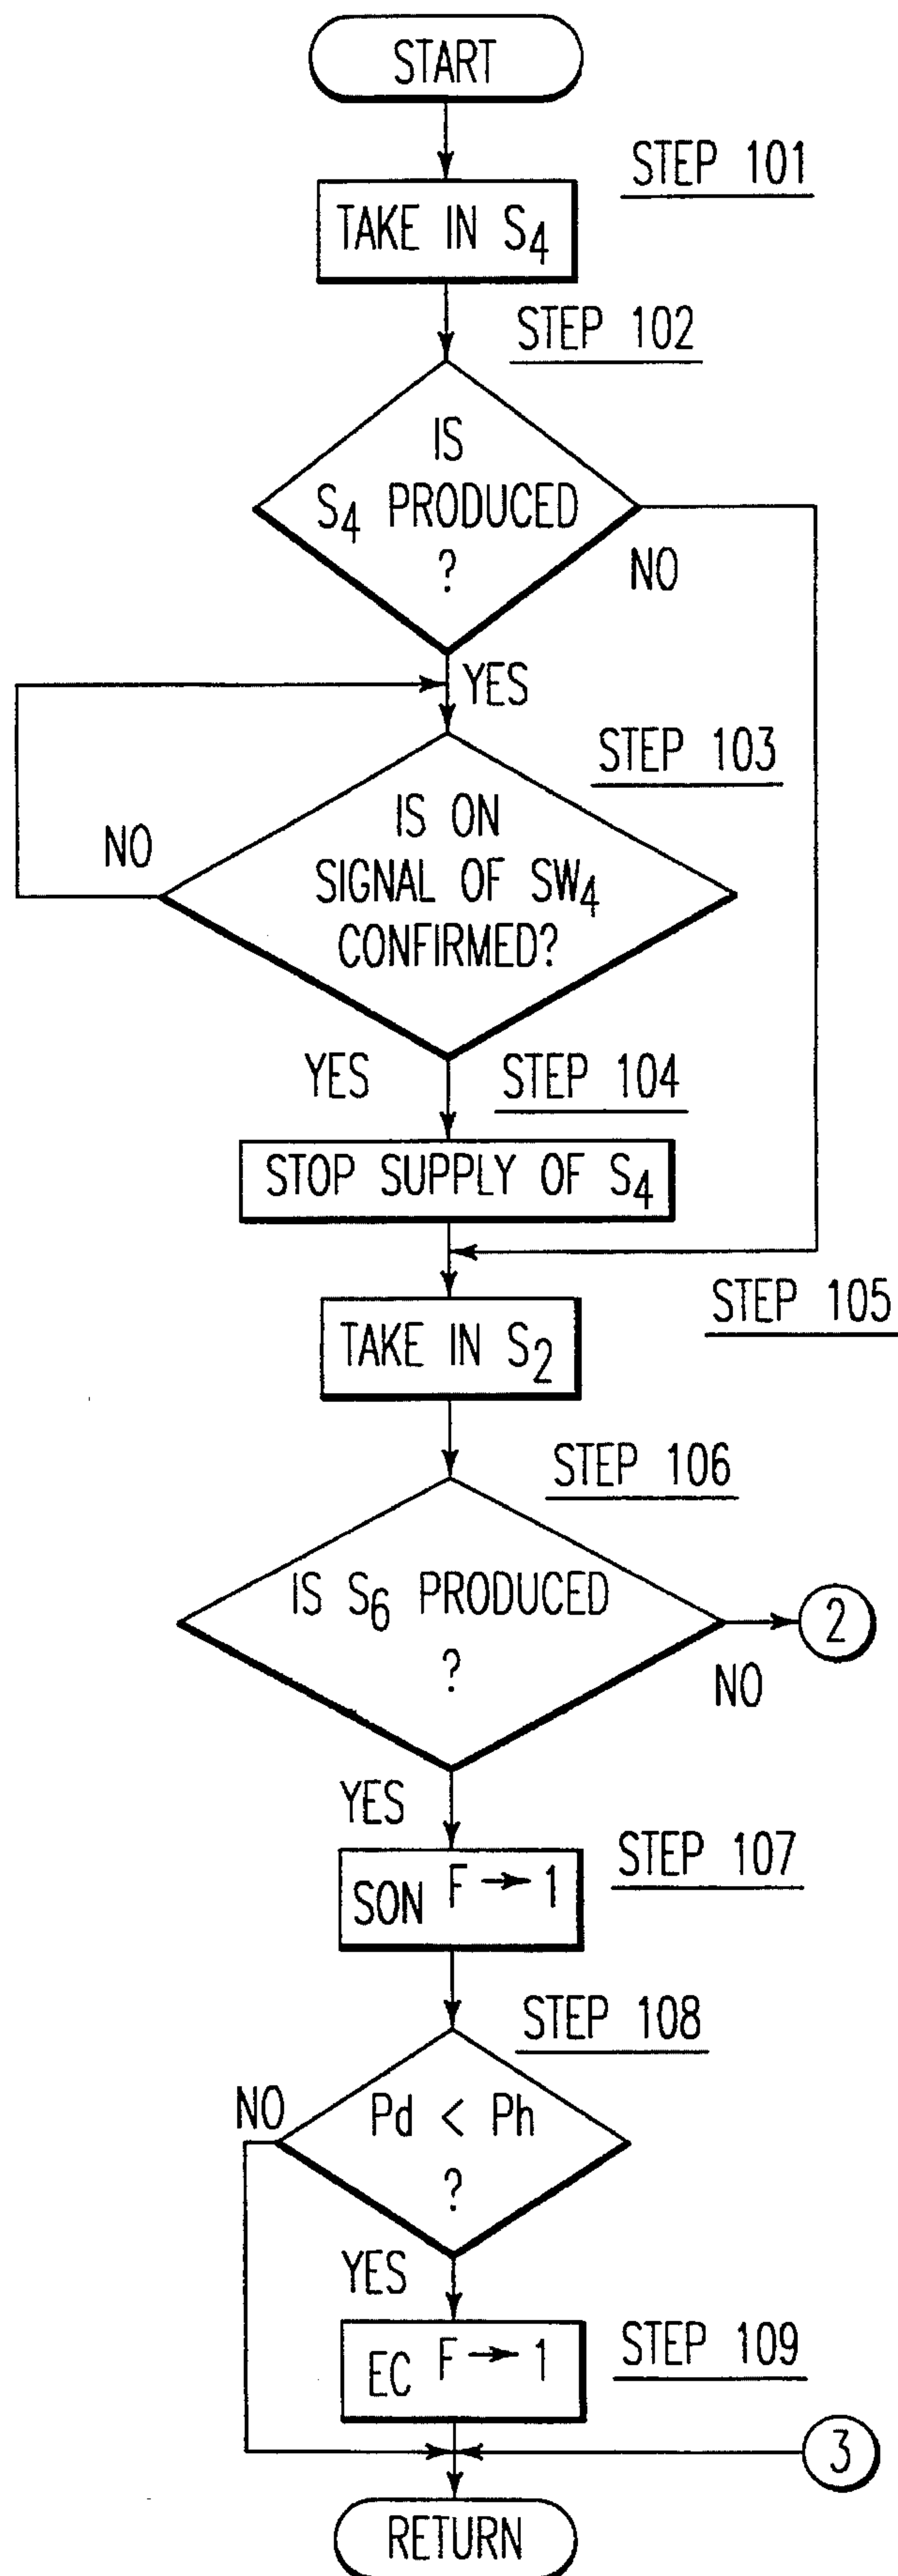 START
STEP 101
TAKE IN S4
STEP 102
IS
S4 PRODUCED
?
NO
YES
STEP 103
IS ON
SIGNAL OF SW4
CONFIRMED?
NO
YES
STEP 104
STOP SUPPLY OF S4
STEP 105
TAKE IN S2
STEP 106
IS S6 PRODUCED
?
2
NO
YES
STEP 107
SON F → 1
STEP 108
NO
Pd < Ph
?
YES
STEP 109
EC F → 1
3
RETURN